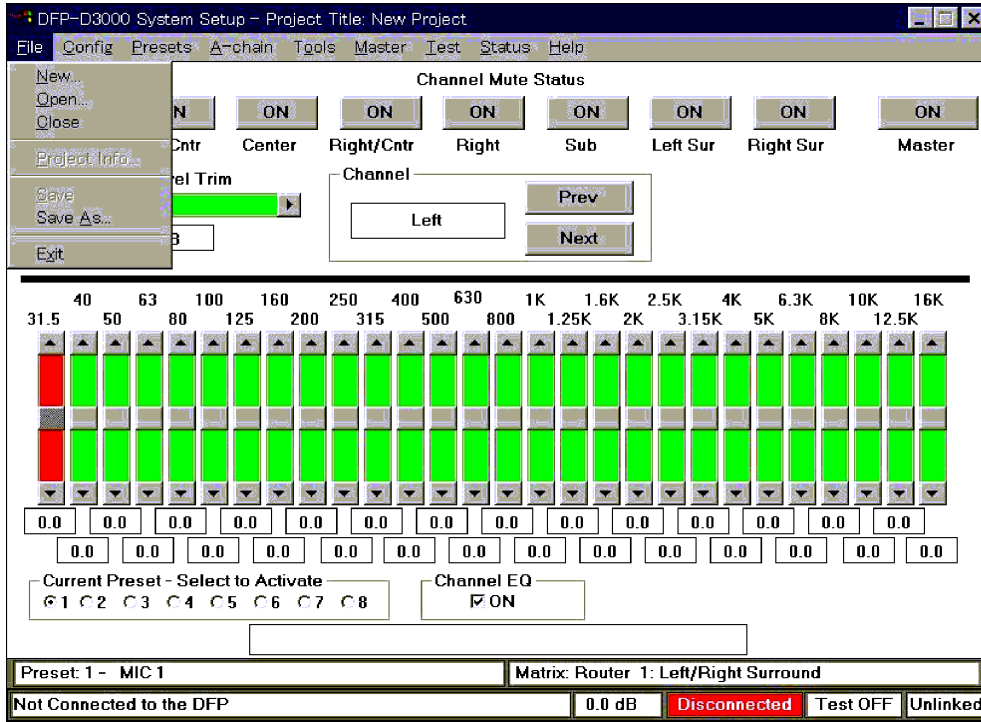 DFP-D3000 System Setup - Project Title: New Project
File Config Presets A-chain Tools Master Test Status Help
New...
Open...
Close
Project Info...
Save
Save As...
Exit
Channel Mute Status
N ON ON ON ON ON ON ON
Cntr Center Right/Cntr Right Sub Left Sur Right Sur Master
el Trim
Channel
Left
Prev
Next
40 63 100 160 250 400 630 1K 1.6K 2.5K 4K 6.3K 10K 16K
31.5 50 80 125 200 315 500 800 1.25K 2K 3.15K 5K 8K 12.5K
0.0 0.0 0.0 0.0 0.0 0.0 0.0 0.0 0.0 0.0 0.0 0.0 0.0 0.0
0.0 0.0 0.0 0.0 0.0 0.0 0.0 0.0 0.0 0.0 0.0 0.0 0.0 0.0
Current Preset - Select to Activate
1 2 3 4 5 6 7 8
Channel EQ
ON
Preset: 1 - MIC 1
Matrix: Router 1: Left/Right Surround
Not Connected to the DFP
0.0 dB
Disconnected
Test OFF
Unlinked